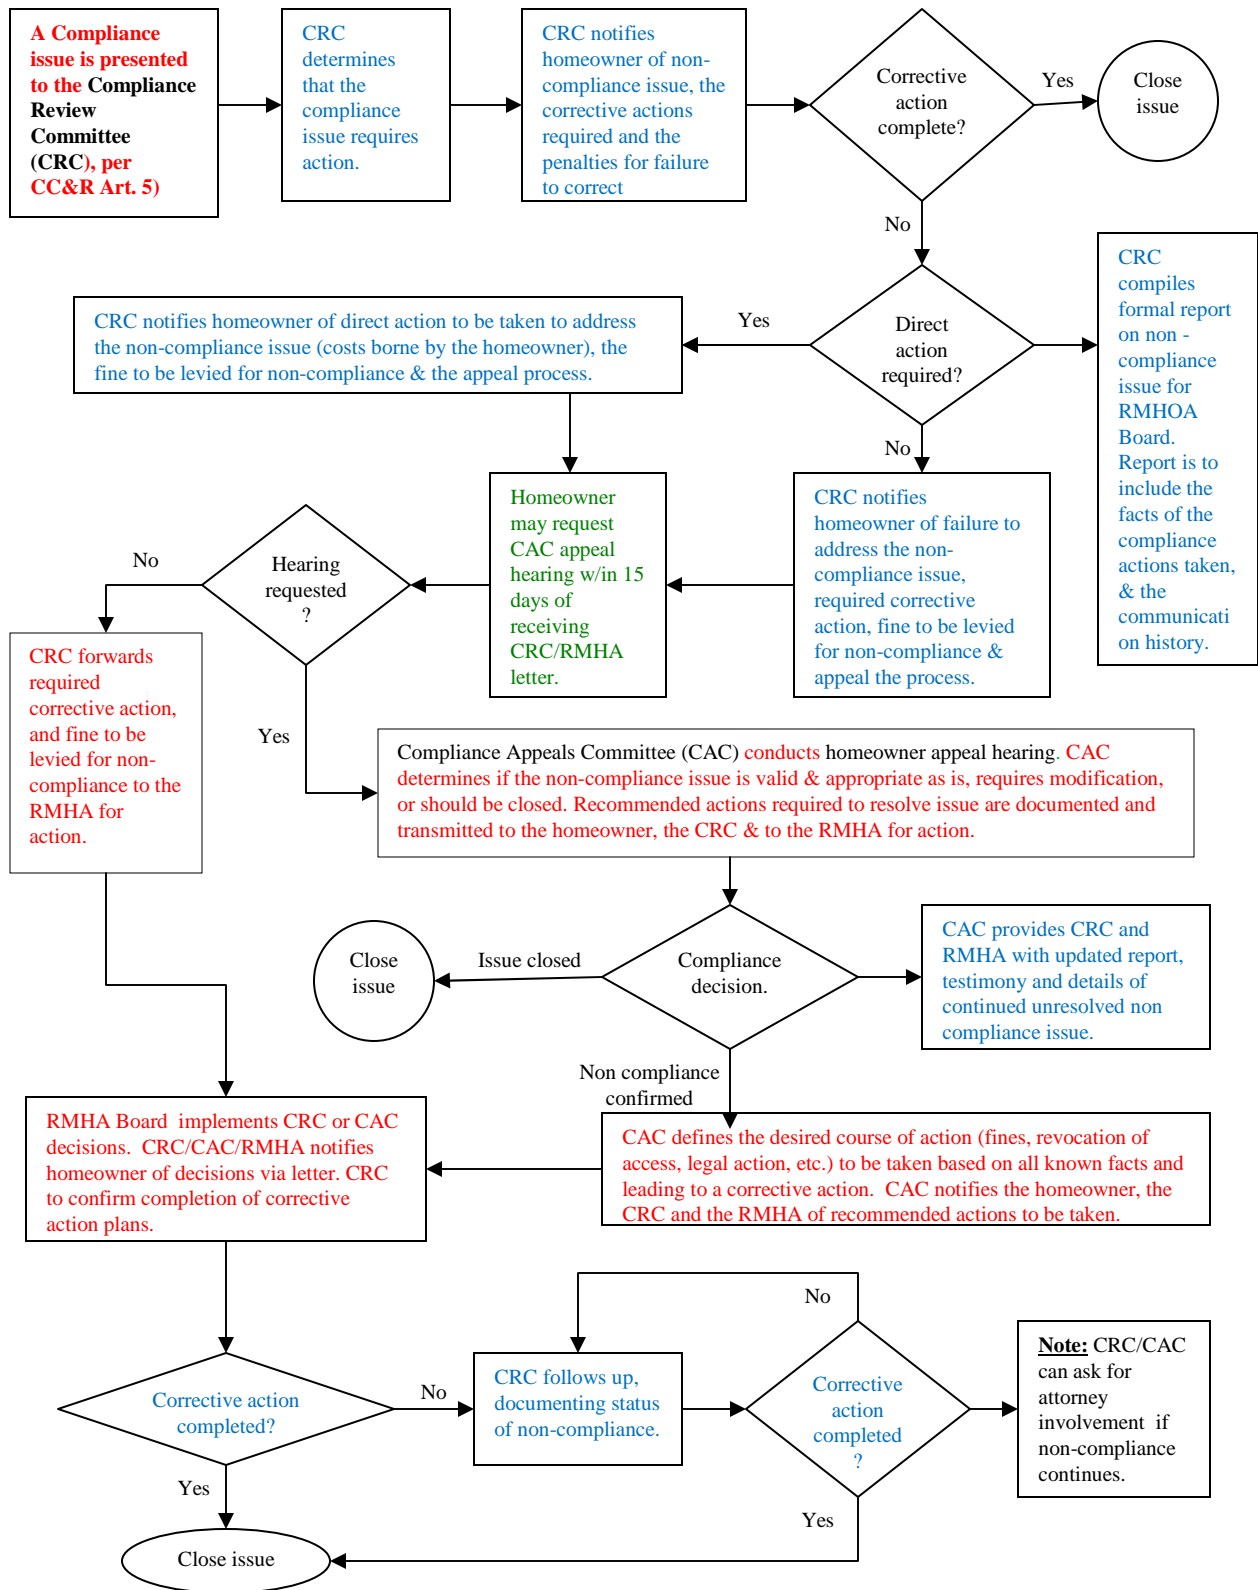 A Compliance
issue is presented
to the Compliance
Review
Committee
(CRC), per
CC&R Art. 5)
CRC
determines
that the
compliance
issue requires
action.
CRC notifies
homeowner of non-
compliance issue, the
corrective actions
required and the
penalties for failure
to correct
Corrective
action
complete?
Yes
Close
issue
No
CRC notifies homeowner of direct action to be taken to address
the non-compliance issue (costs borne by the homeowner), the
fine to be levied for non-compliance & the appeal process.
Yes
Direct
action
required?
CRC
compiles
formal report
on non -
compliance
issue for
RMHOA
Board.
Report is to
include the
facts of the
compliance
actions taken,
& the
communicati
on history.
No
No
Hearing
requested
?
Homeowner
may request
CAC appeal
hearing w/in 15
days of
receiving
CRC/RMHA
letter.
CRC notifies
homeowner of failure to
address the non-
compliance issue,
required corrective
action, fine to be levied
for non-compliance &
appeal the process.
CRC forwards
required
corrective action,
and fine to be
levied for non-
compliance to the
RMHA for
action.
Yes
Compliance Appeals Committee (CAC) conducts homeowner appeal hearing. CAC
determines if the non-compliance issue is valid & appropriate as is, requires modification,
or should be closed. Recommended actions required to resolve issue are documented and
transmitted to the homeowner, the CRC & to the RMHA for action.
Close
issue
Issue closed
Compliance
decision.
CAC provides CRC and
RMHA with updated report,
testimony and details of
continued unresolved non
compliance issue.
Non compliance
confirmed
RMHA Board  implements CRC or CAC
decisions.  CRC/CAC/RMHA notifies
homeowner of decisions via letter. CRC
to confirm completion of corrective
action plans.
CAC defines the desired course of action (fines, revocation of
access, legal action, etc.) to be taken based on all known facts and
leading to a corrective action.  CAC notifies the homeowner, the
CRC and the RMHA of recommended actions to be taken.
No
Corrective action
completed?
No
CRC follows up,
documenting status
of non-compliance.
Corrective
action
completed
?
Note: CRC/CAC
can ask for
attorney
involvement  if
non-compliance
continues.
Yes
Yes
Close issue